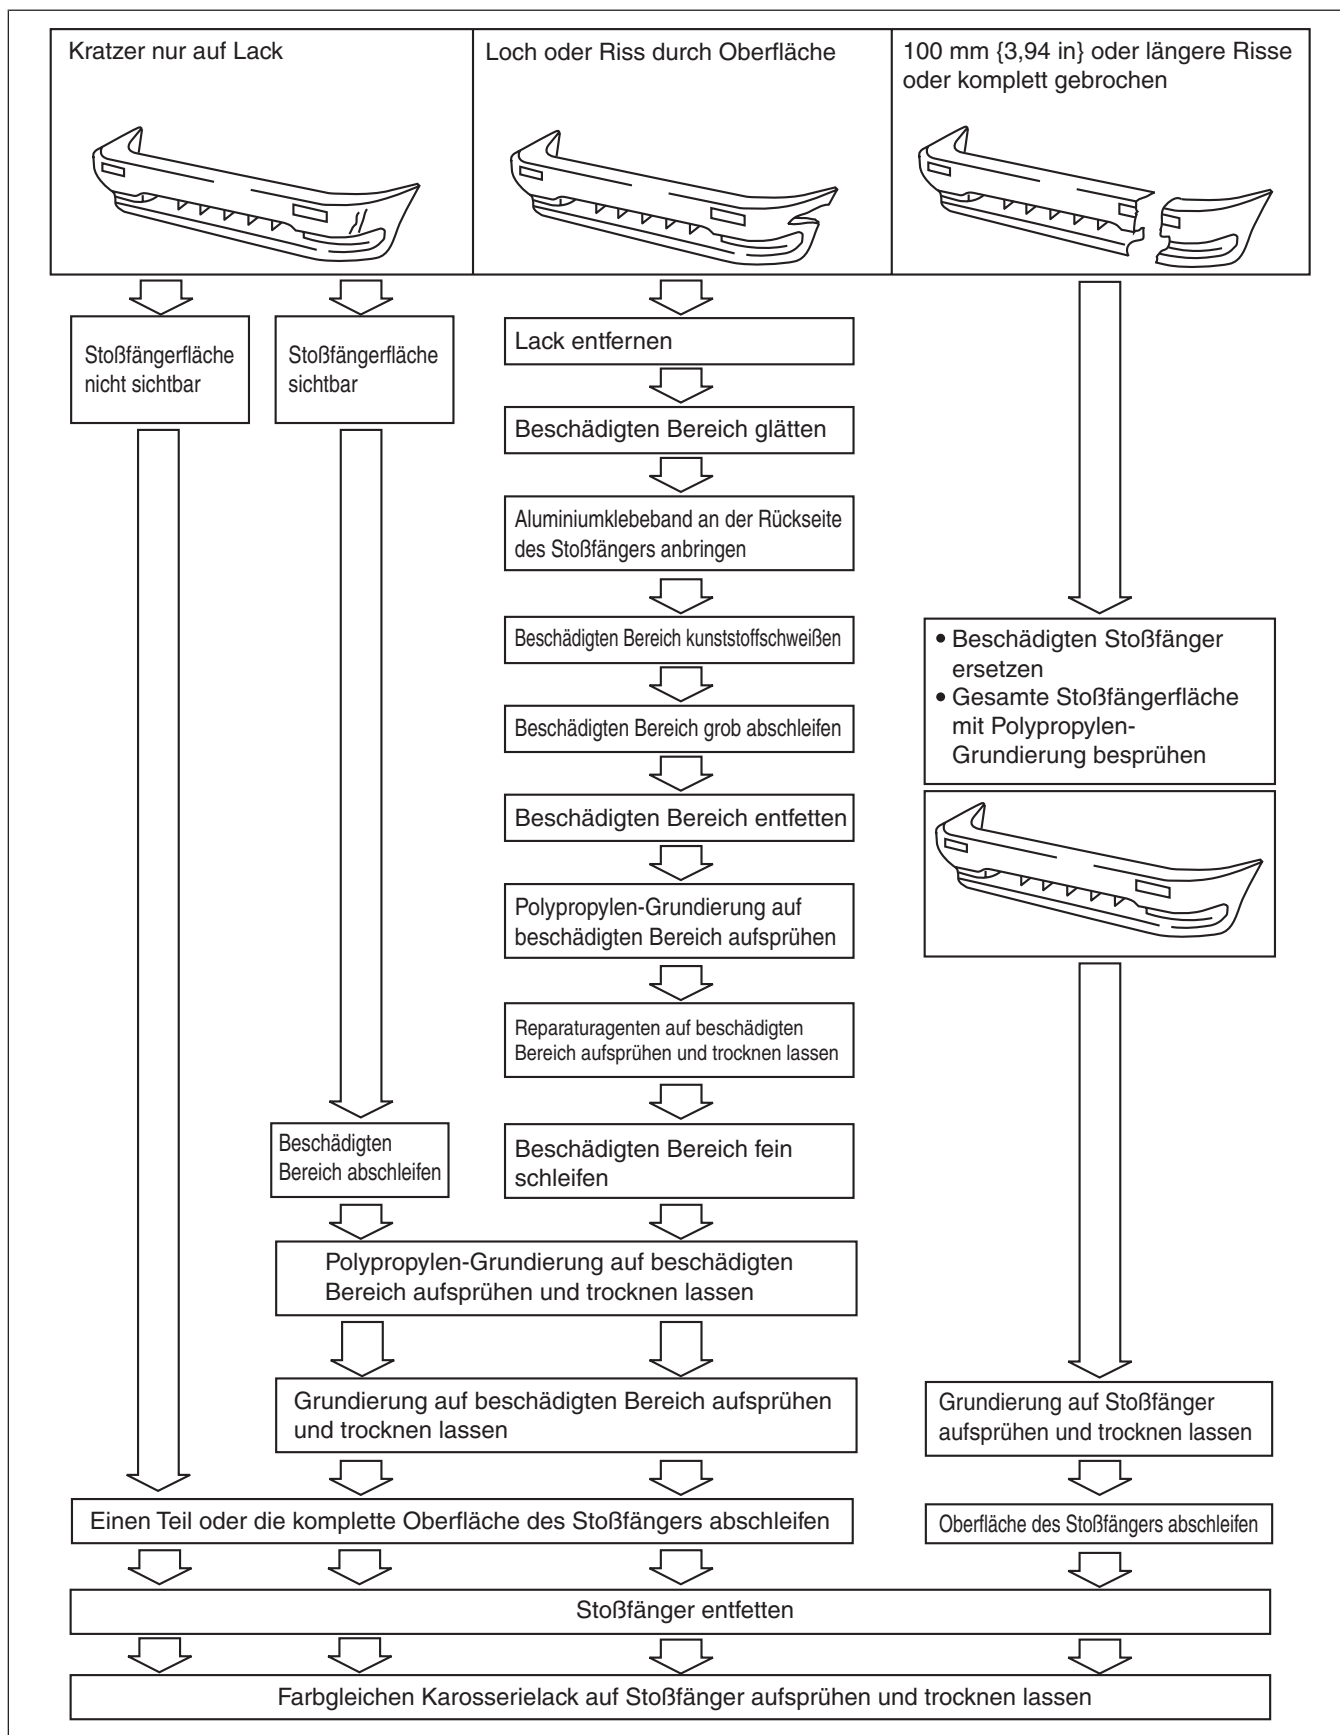 Kratzer nur auf Lack
Loch oder Riss durch Oberfläche
100 mm {3,94 in} oder längere Risse
oder komplett gebrochen
Stoßfängerfläche
nicht sichtbar
Stoßfängerfläche
sichtbar
Lack entfernen
Beschädigten Bereich glätten
Aluminiumklebeband an der Rückseite
des Stoßfängers anbringen
Beschädigten Bereich kunststoffschweißen
Beschädigten Bereich grob abschleifen
Beschädigten Bereich entfetten
Polypropylen-Grundierung auf
beschädigten Bereich aufsprühen
Reparaturagenten auf beschädigten
Bereich aufsprühen und trocknen lassen
Beschädigten Bereich fein
schleifen
Beschädigten
Bereich abschleifen
• Beschädigten Stoßfänger
ersetzen
• Gesamte Stoßfängerfläche
mit Polypropylen-
Grundierung besprühen
Polypropylen-Grundierung auf beschädigten
Bereich aufsprühen und trocknen lassen
Grundierung auf beschädigten Bereich aufsprühen
und trocknen lassen
Grundierung auf Stoßfänger
aufsprühen und trocknen lassen
Einen Teil oder die komplette Oberfläche des Stoßfängers abschleifen
Oberfläche des Stoßfängers abschleifen
Stoßfänger entfetten
Farbgleichen Karosserielack auf Stoßfänger aufsprühen und trocknen lassen